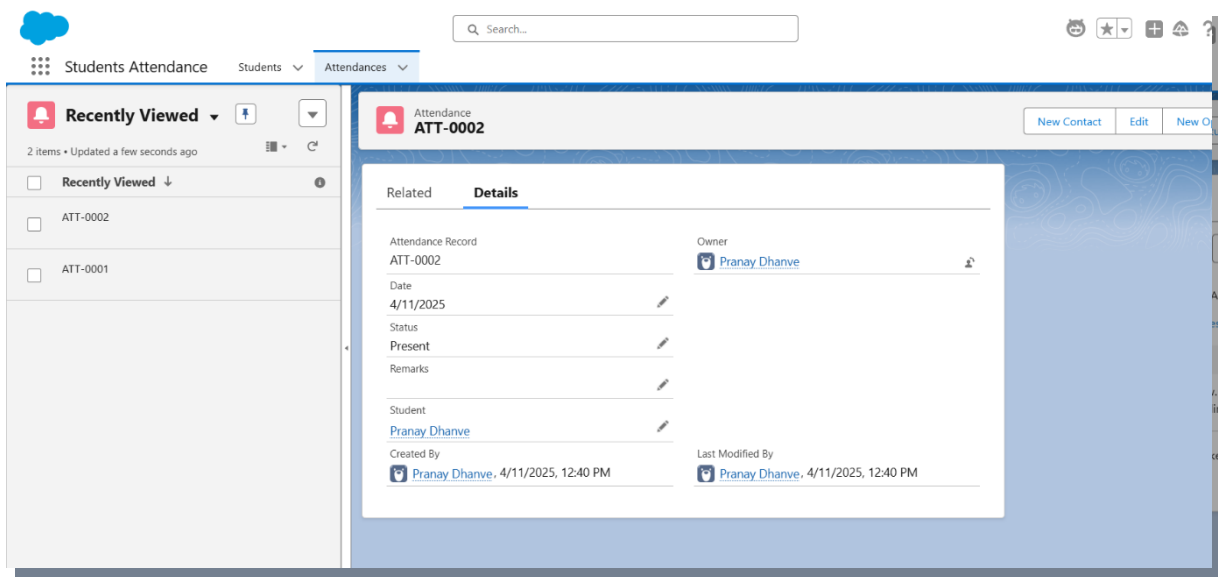 Search...
Students Attendance Students Attendances
Recently Viewed
2 items • Updated a few seconds ago
Recently Viewed
ATT-0002
ATT-0001
Attendance
ATT-0002
New Contact Edit New
Related Details
Attendance Record
ATT-0002
Owner
Pranay Dhanve
Date
4/11/2025
Status
Present
Remarks
Student
Pranay Dhanve
Created By
Pranay Dhanve, 4/11/2025, 12:40 PM
Last Modified By
Pranay Dhanve, 4/11/2025, 12:40 PM